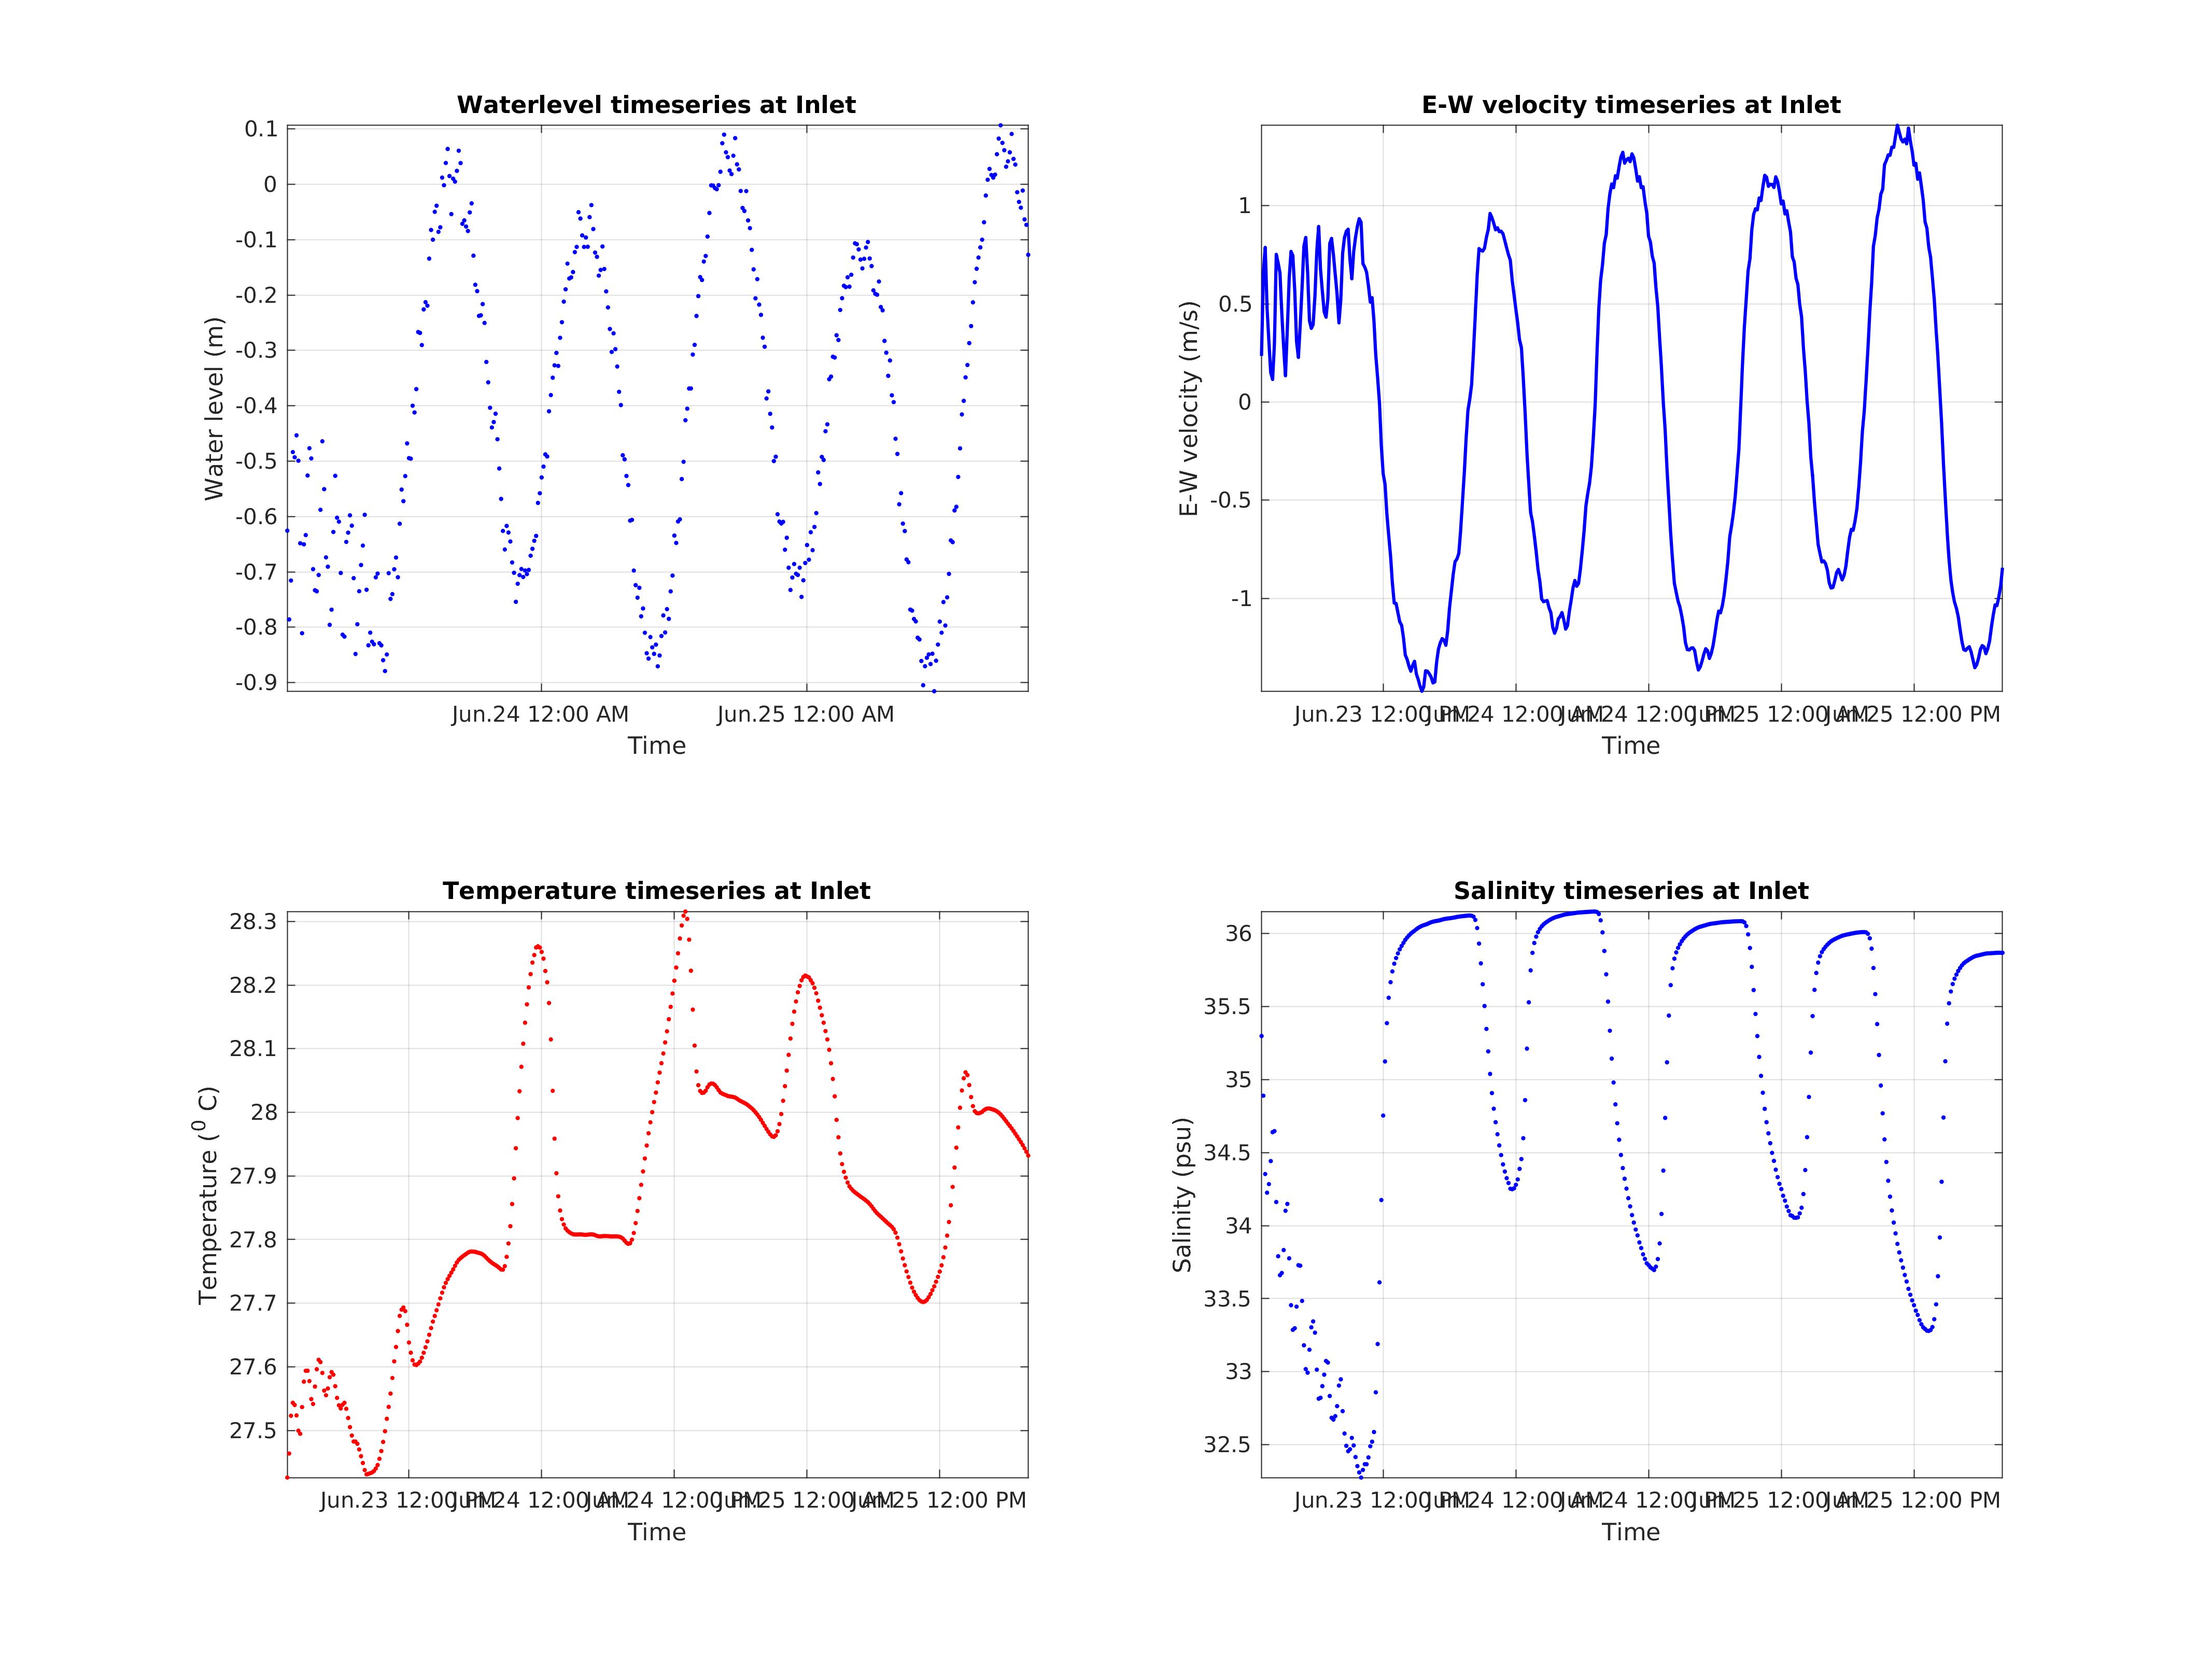 Waterlevel timeseries at Inlet
0.1
0
-0.1
-0.2
-0.3
-0.4
-0.5
-0.6
-0.7
-0.8
-0.9
Water level (m)
Jun.24 12:00 AM Jun.25 12:00 AM
Time
E-W velocity timeseries at Inlet
1
0.5
0
-0.5
-1
E-W velocity (m/s)
Jun.23 12:00 PM Jun.24 12:00 AM Jun.24 12:00 PM Jun.25 12:00 AM Jun.25 12:00 PM
Time
Temperature timeseries at Inlet
28.3
28.2
28.1
28
27.9
27.8
27.7
27.6
27.5
Temperature (⁰ C)
Jun.23 12:00 PM Jun.24 12:00 AM Jun.24 12:00 PM Jun.25 12:00 AM Jun.25 12:00 PM
Time
Salinity timeseries at Inlet
36
35.5
35
34.5
34
33.5
33
32.5
Salinity (psu)
Jun.23 12:00 PM Jun.24 12:00 AM Jun.24 12:00 PM Jun.25 12:00 AM Jun.25 12:00 PM
Time